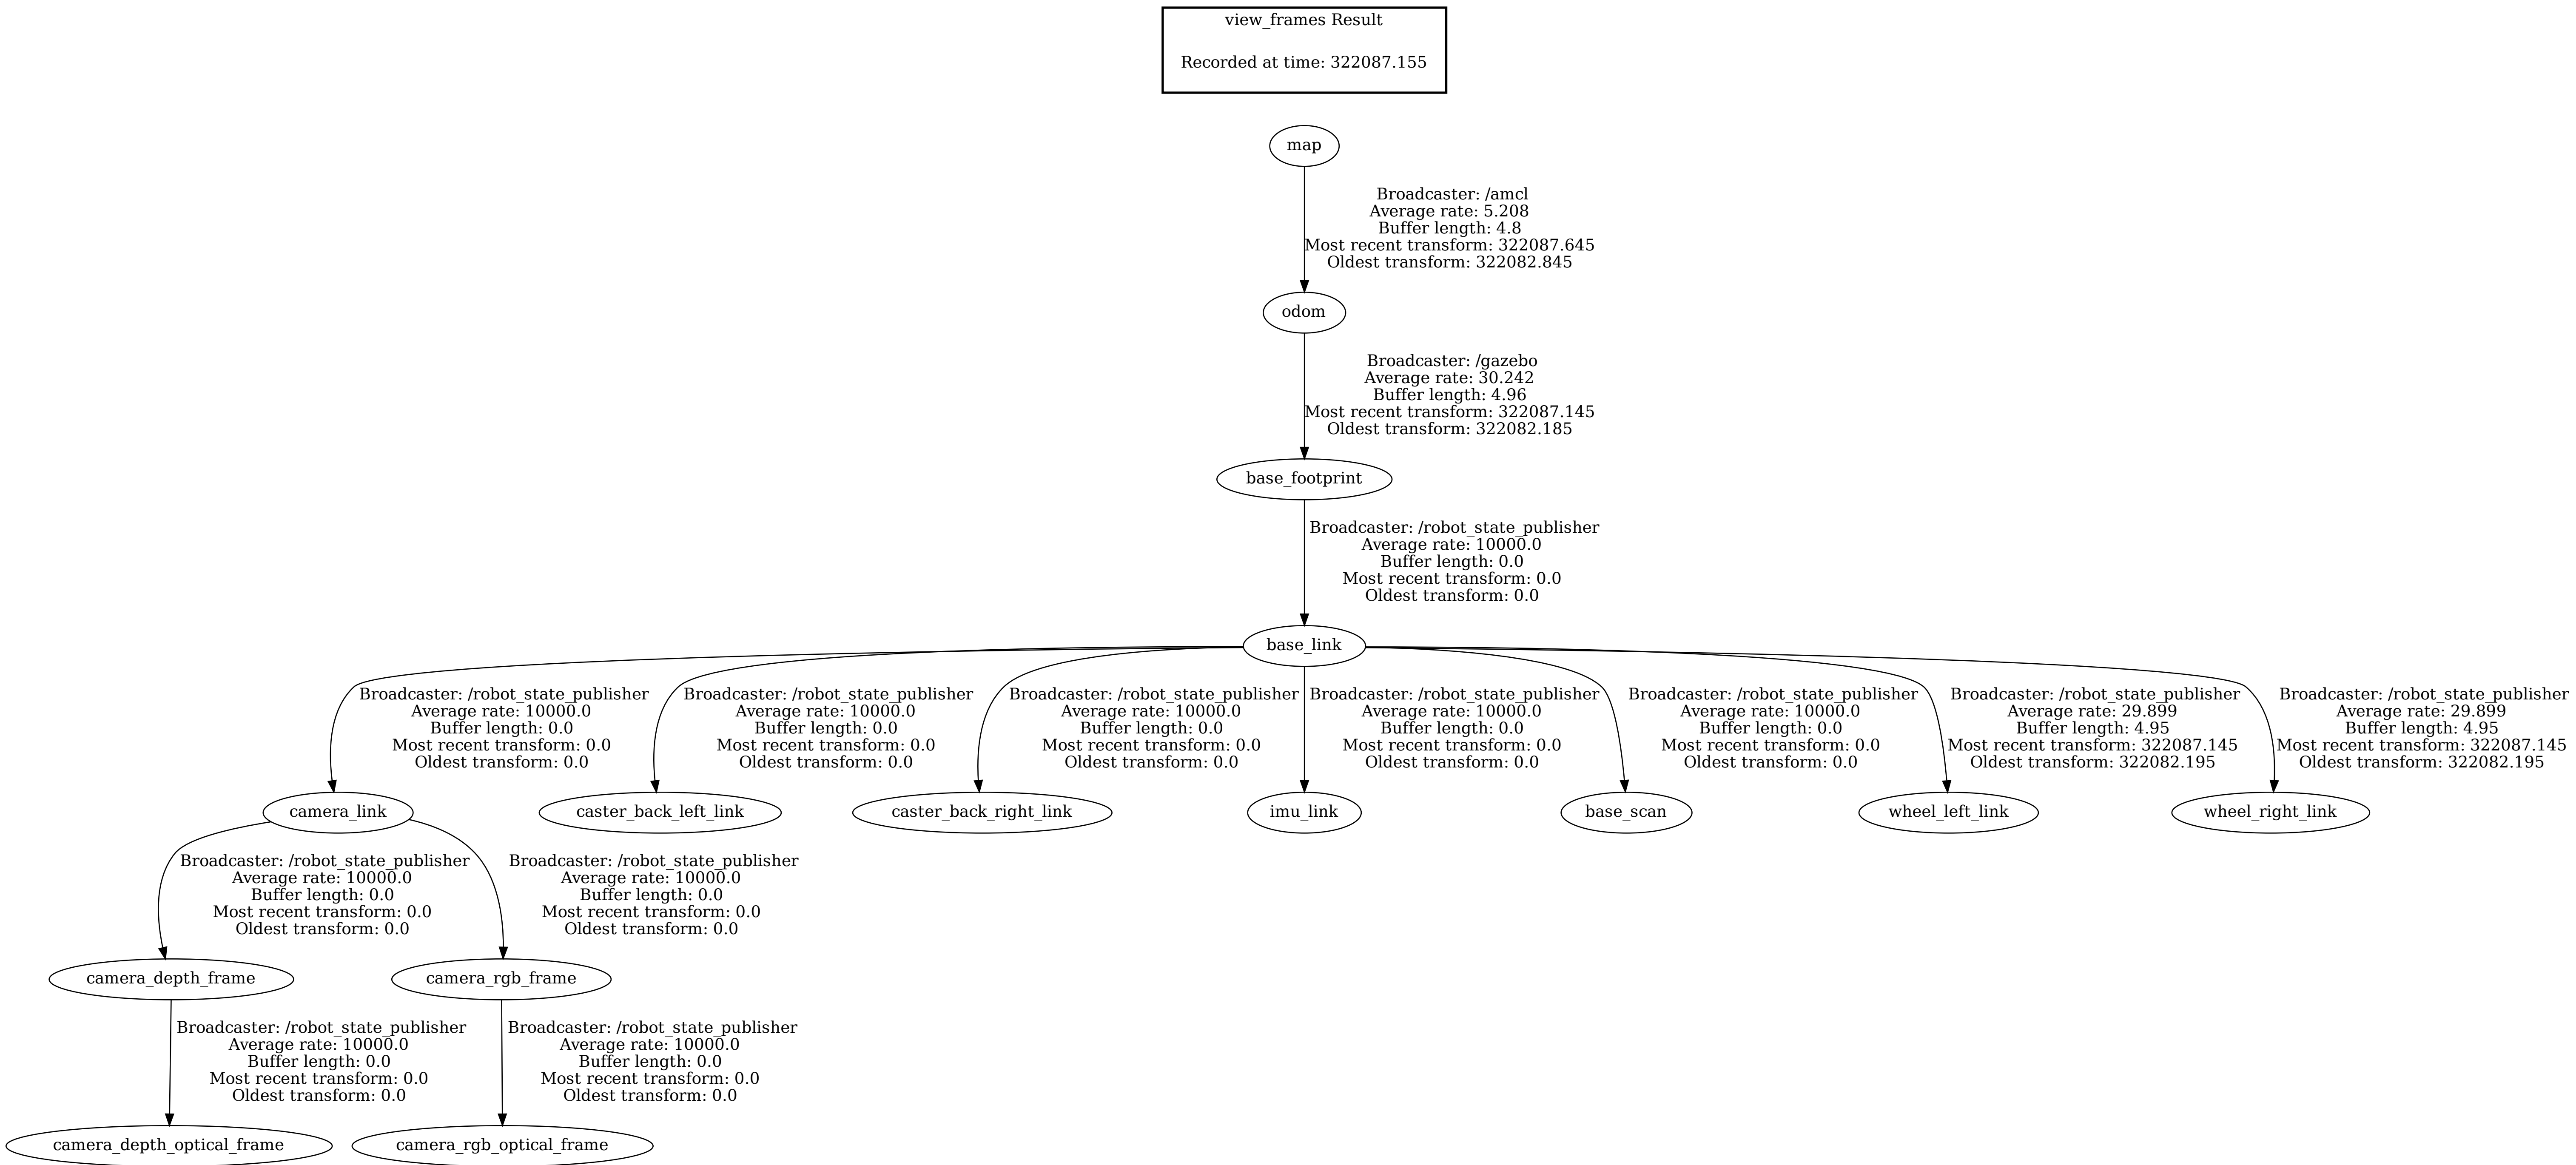 view_frames Result
Recorded at time: 322087.155
map
Broadcaster: /amcl
Average rate: 5.208
Buffer length: 4.8
Most recent transform: 322087.645
Oldest transform: 322082.845
odom
Broadcaster: /gazebo
Average rate: 30.242
Buffer length: 4.96
Most recent transform: 322087.145
Oldest transform: 322082.185
base_footprint
Broadcaster: /robot_state_publisher
Average rate: 10000.0
Buffer length: 0.0
Most recent transform: 0.0
Oldest transform: 0.0
base_link
Broadcaster: /robot_state_publisher
Average rate: 10000.0
Buffer length: 0.0
Most recent transform: 0.0
Oldest transform: 0.0
Broadcaster: /robot_state_publisher
Average rate: 10000.0
Buffer length: 0.0
Most recent transform: 0.0
Oldest transform: 0.0
Broadcaster: /robot_state_publisher
Average rate: 10000.0
Buffer length: 0.0
Most recent transform: 0.0
Oldest transform: 0.0
Broadcaster: /robot_state_publisher
Average rate: 10000.0
Buffer length: 0.0
Most recent transform: 0.0
Oldest transform: 0.0
Broadcaster: /robot_state_publisher
Average rate: 10000.0
Buffer length: 0.0
Most recent transform: 0.0
Oldest transform: 0.0
Broadcaster: /robot_state_publisher
Average rate: 29.899
Buffer length: 4.95
Most recent transform: 322087.145
Oldest transform: 322082.195
Broadcaster: /robot_state_publisher
Average rate: 29.899
Buffer length: 4.95
Most recent transform: 322087.145
Oldest transform: 322082.195
camera_link
caster_back_left_link
caster_back_right_link
imu_link
base_scan
wheel_left_link
wheel_right_link
Broadcaster: /robot_state_publisher
Average rate: 10000.0
Buffer length: 0.0
Most recent transform: 0.0
Oldest transform: 0.0
Broadcaster: /robot_state_publisher
Average rate: 10000.0
Buffer length: 0.0
Most recent transform: 0.0
Oldest transform: 0.0
camera_depth_frame
camera_rgb_frame
Broadcaster: /robot_state_publisher
Average rate: 10000.0
Buffer length: 0.0
Most recent transform: 0.0
Oldest transform: 0.0
Broadcaster: /robot_state_publisher
Average rate: 10000.0
Buffer length: 0.0
Most recent transform: 0.0
Oldest transform: 0.0
camera_depth_optical_frame
camera_rgb_optical_frame